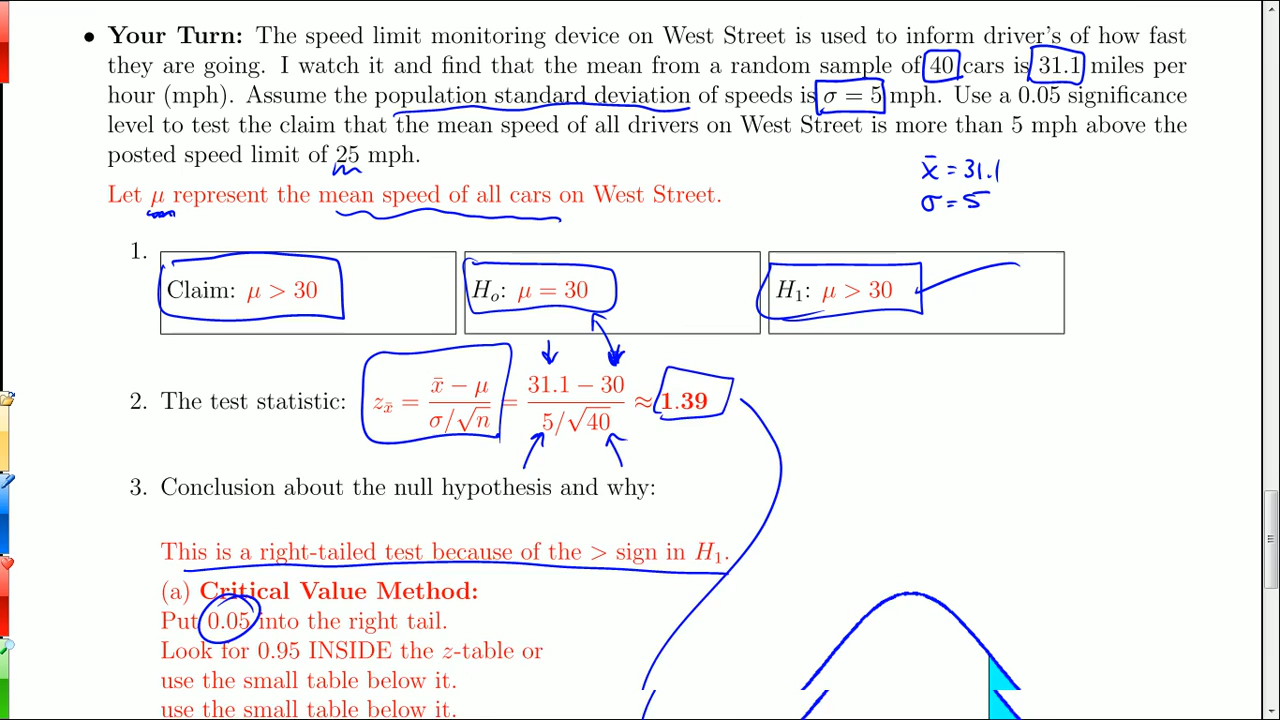 • Your Turn: The speed limit monitoring device on West Street is used to inform driver's of how fast
they are going. I watch it and find that the mean from a random sample of 40 cars is 31.1 miles per
hour (mph). Assume the population standard deviation of speeds is σ = 5 mph. Use a 0.05 significance
level to test the claim that the mean speed of all drivers on West Street is more than 5 mph above the
posted speed limit of 25 mph.
x̄ = 31.1
σ = 5
Let μ represent the mean speed of all cars on West Street.
1.
Claim: μ > 30
Hₒ: μ = 30
H₁: μ > 30
2. The test statistic: z_x̄ = (x̄ − μ)/(σ/√n) = (31.1 − 30)/(5/√40) ≈ 1.39
3. Conclusion about the null hypothesis and why:
This is a right-tailed test because of the > sign in H₁.
(a) Critical Value Method:
Put 0.05 into the right tail.
Look for 0.95 INSIDE the z-table or
use the small table below it.
use the small table below it.